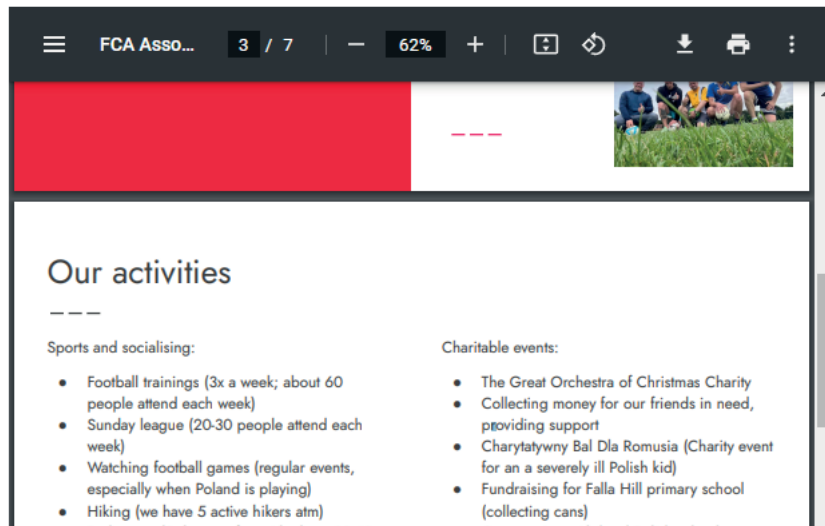 FCA Asso... 3 / 7 62%
Our activities
Sports and socialising:
● Football trainings (3x a week; about 60
people attend each week)
● Sunday league (20-30 people attend each
week)
● Watching football games (regular events,
especially when Poland is playing)
● Hiking (we have 5 active hikers atm)
Charitable events:
● The Great Orchestra of Christmas Charity
● Collecting money for our friends in need,
providing support
● Charytatywny Bal Dla Romusia (Charity event
for an a severely ill Polish kid)
● Fundraising for Falla Hill primary school
(collecting cans)